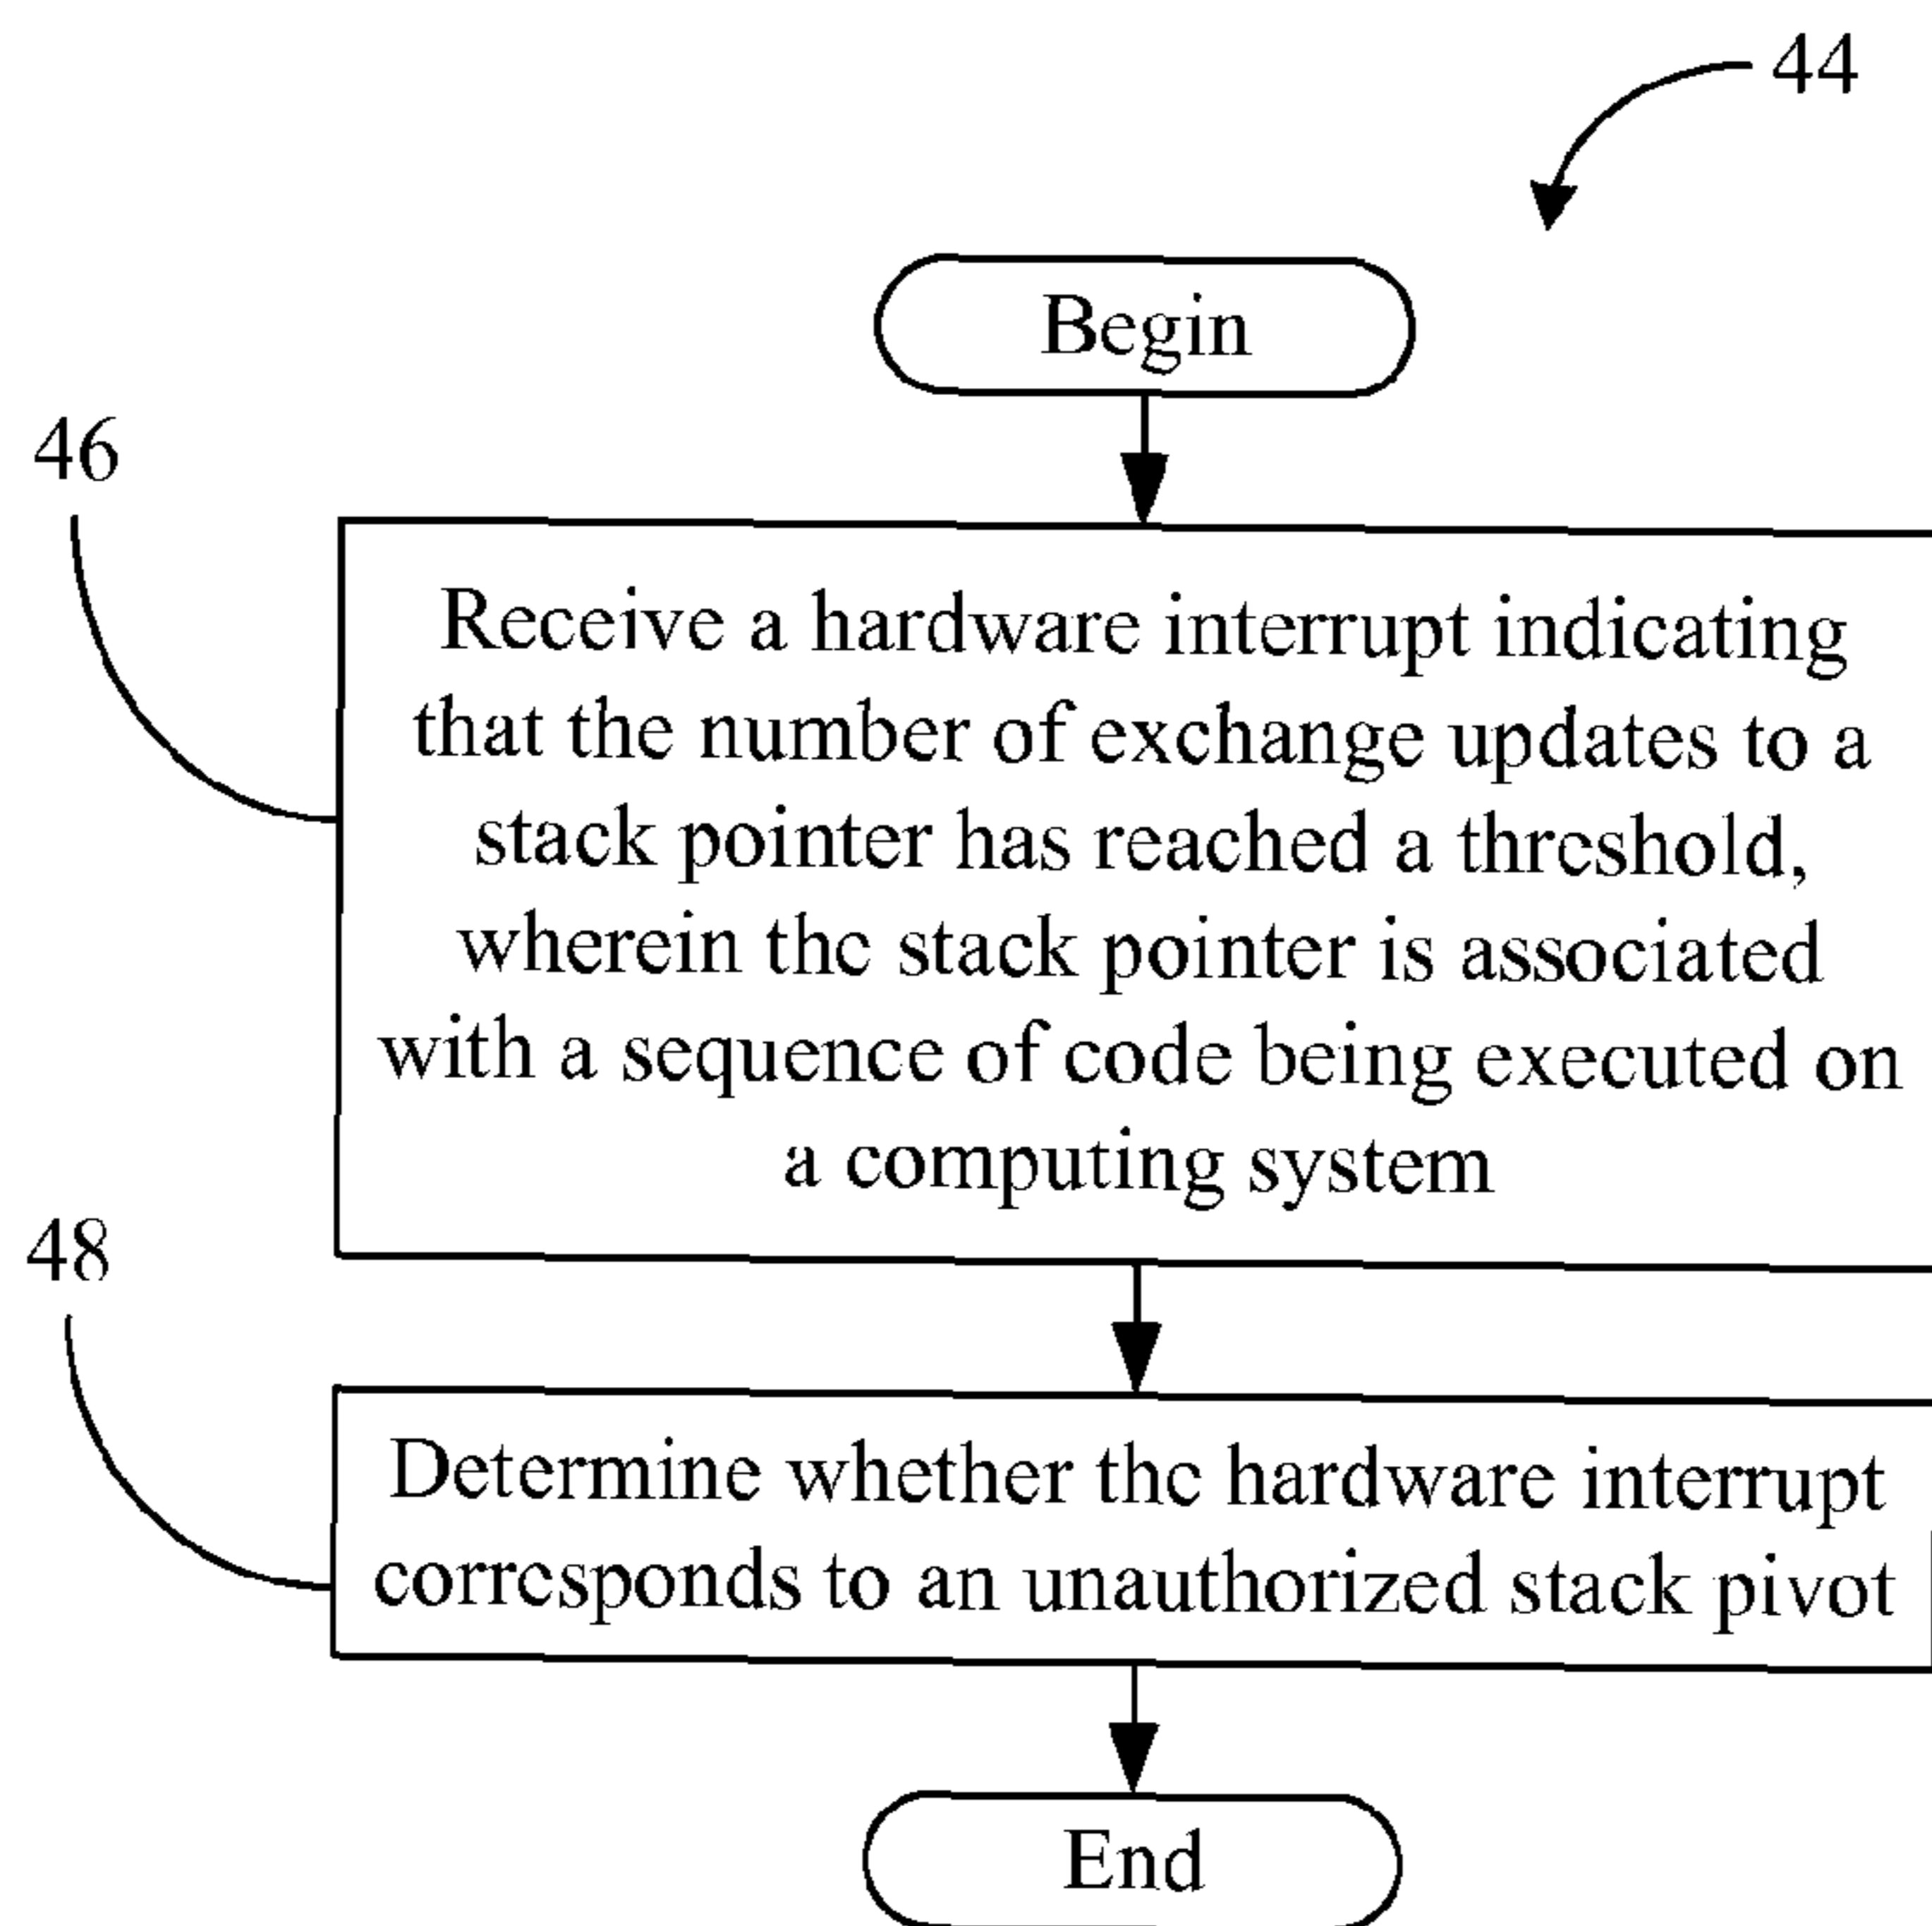 44
Begin
46
Receive a hardware interrupt indicating
that the number of exchange updates to a
stack pointer has reached a threshold,
wherein the stack pointer is associated
with a sequence of code being executed on
a computing system
48
Determine whether the hardware interrupt
corresponds to an unauthorized stack pivot
End